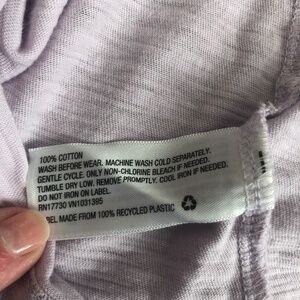 100% COTTON
WASH BEFORE WEAR. MACHINE WASH COLD SEPARATELY.
GENTLE CYCLE. ONLY NON-CHLORINE BLEACH IF NEEDED.
TUMBLE DRY LOW. REMOVE PROMPTLY. COOL IRON IF NEEDED.
DO NOT IRON ON LABEL.
RN17730 VN1031395
BEL MADE FROM 100% RECYCLED PLASTIC